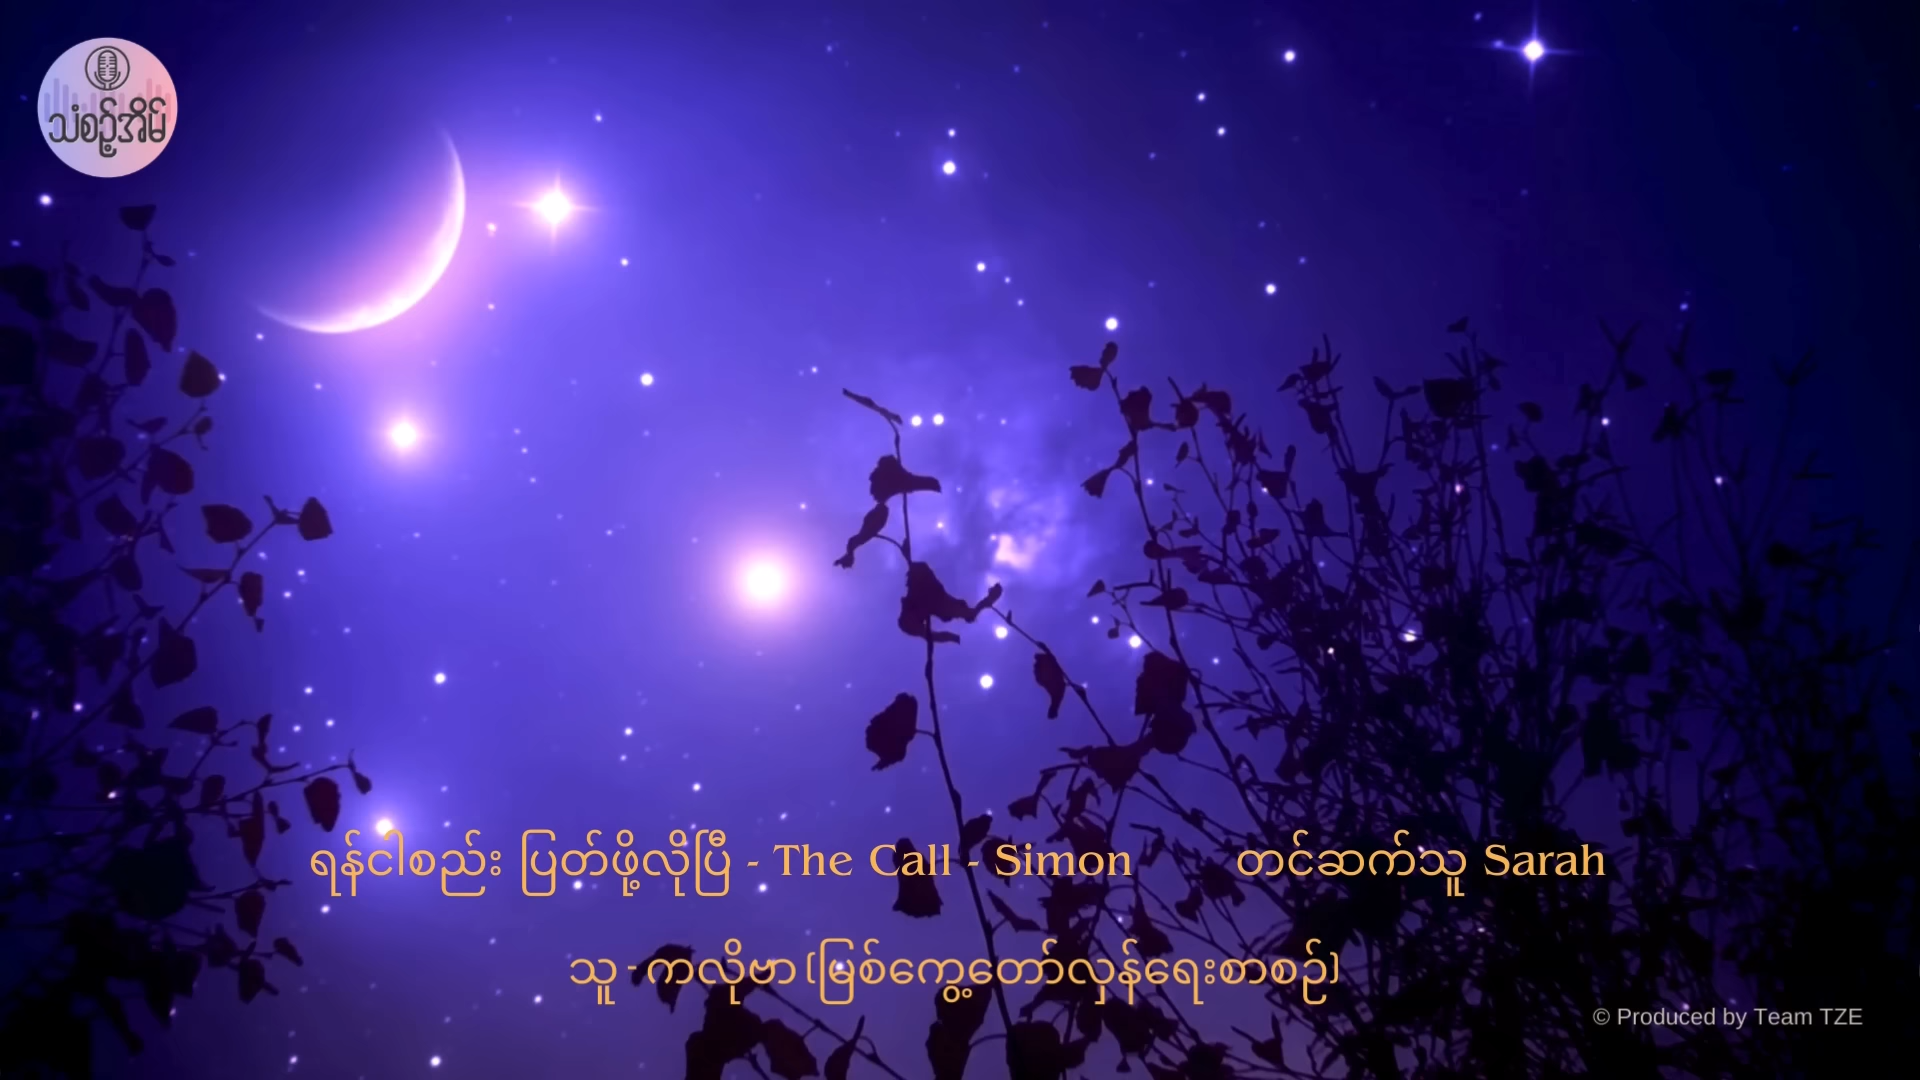 သံစဉ့်အိမ်
ရန်ငါစည်း ပြတ်ဖို့လိုပြီ - The Call - Simon တင်ဆက်သူ Sarah
သူ - ကလိုဗာ (မြစ်ကွေ့တော်လှန်ရေးစာစဉ်)
© Produced by Team TZE